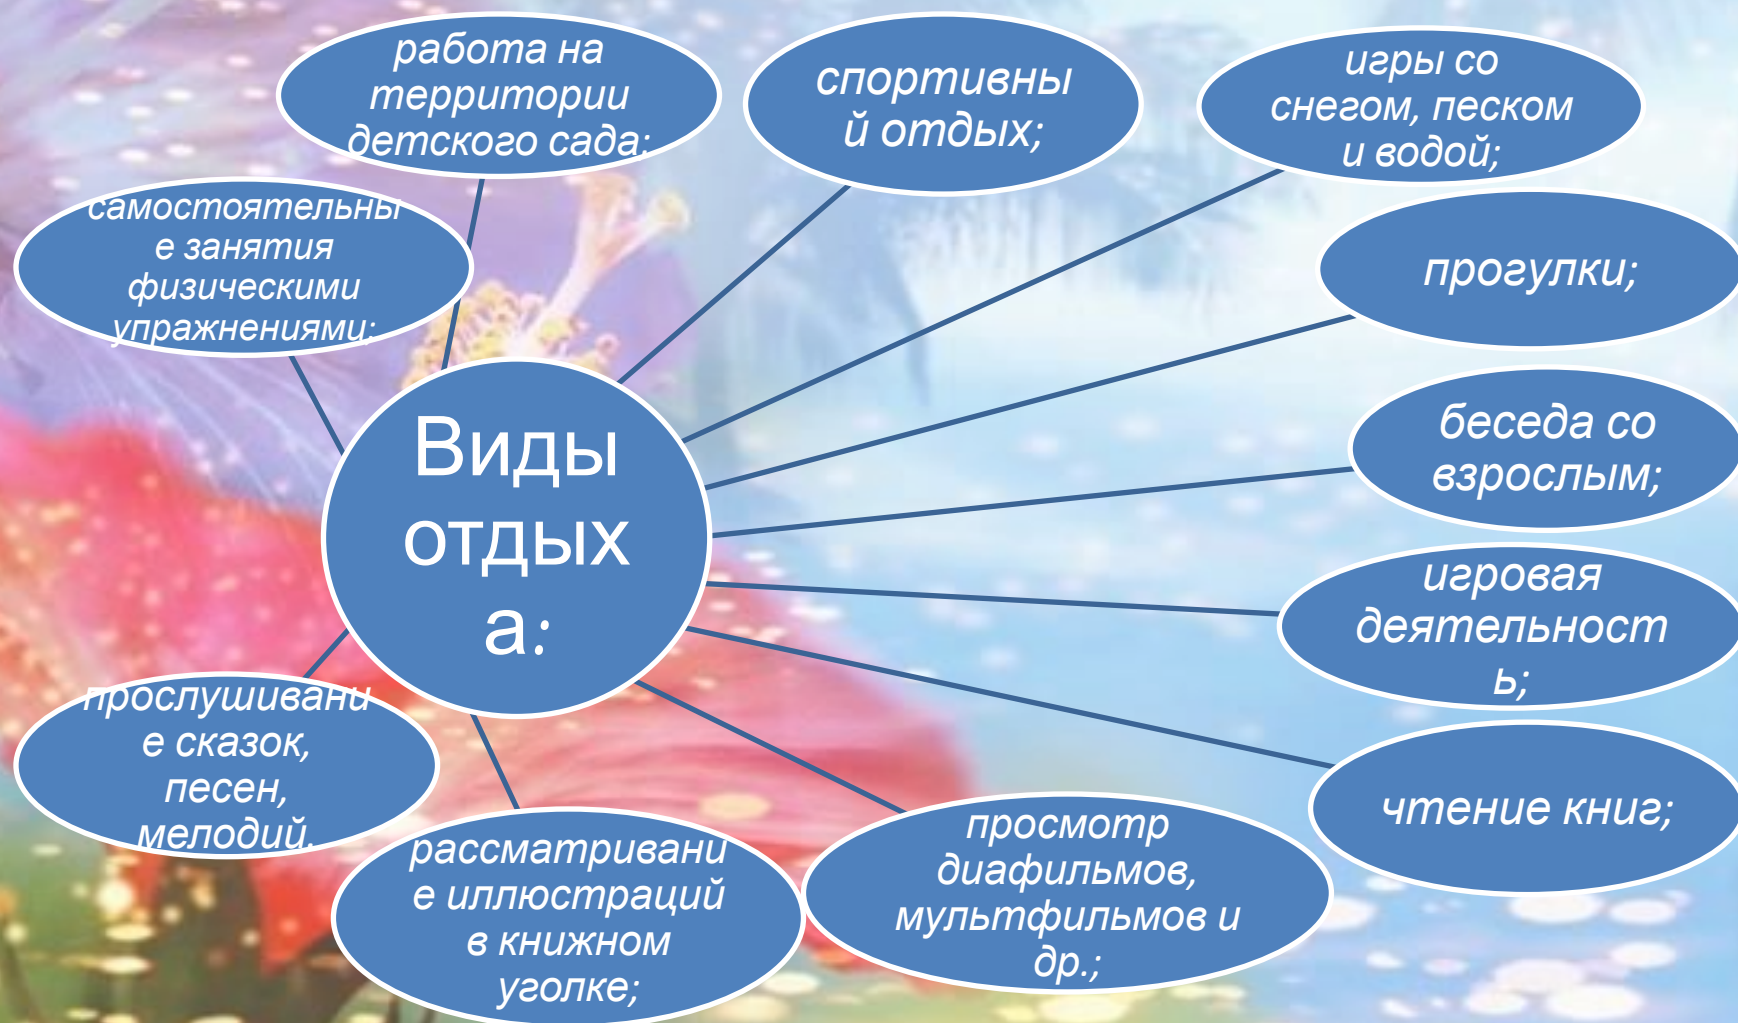 Виды
отдых
а:
работа на
территории
детского сада;
спортивны
й отдых;
игры со
снегом, песком
и водой;
прогулки;
беседа со
взрослым;
игровая
деятельност
ь;
чтение книг;
просмотр
диафильмов,
мультфильмов и
др.;
рассматривани
е иллюстраций
в книжном
уголке;
прослушивани
е сказок,
песен,
мелодий.
самостоятельны
е занятия
физическими
упражнениями;